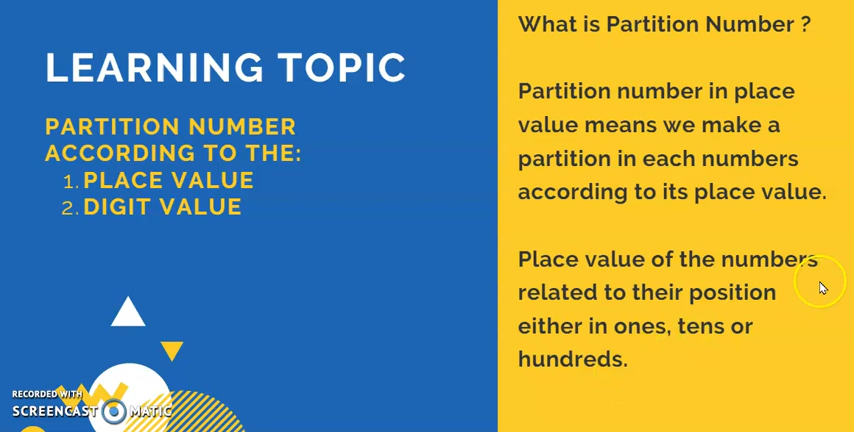 LEARNING TOPIC
PARTITION NUMBER
ACCORDING TO THE:
1. PLACE VALUE
2. DIGIT VALUE
What is Partition Number ?
Partition number in place
value means we make a
partition in each numbers
according to its place value.
Place value of the numbers
related to their position
either in ones, tens or
hundreds.
RECORDED WITH
SCREENCAST MATIC